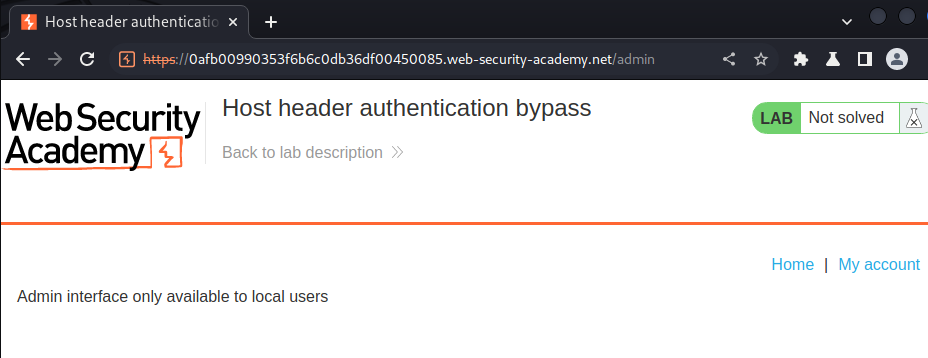 Host header authenticatio
https://0afb00990353f6b6c0db36df00450085.web-security-academy.net/admin
Web Security
Academy
Host header authentication bypass
Back to lab description
LAB Not solved
Home | My account
Admin interface only available to local users